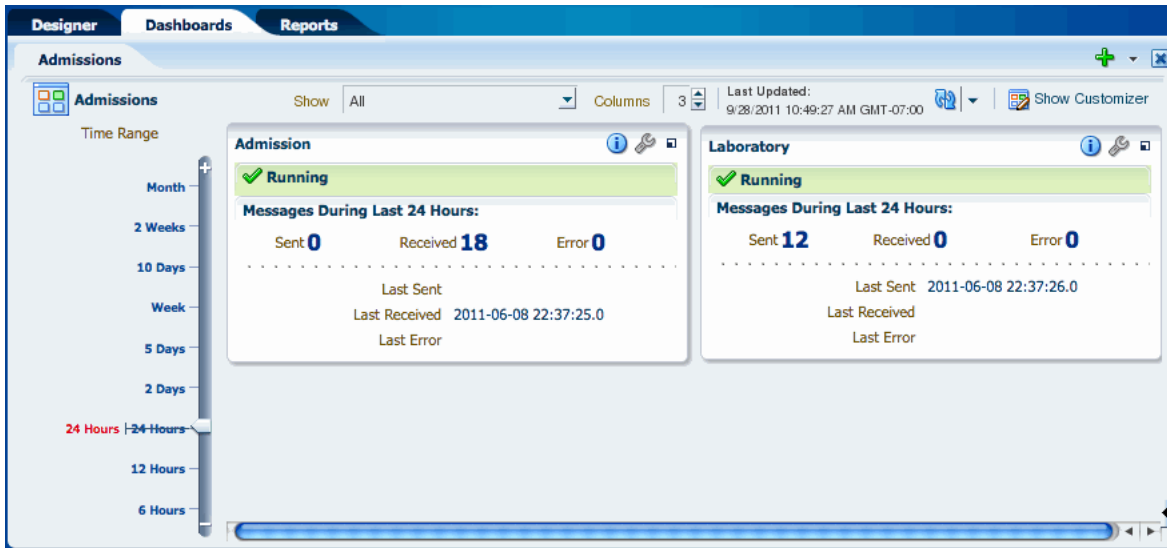 Designer Dashboards Reports
Admissions
Admissions
Show All Columns 3 Last Updated: Show Customizer
9/28/2011 10:49:27 AM GMT-07:00
Time Range
Month
2 Weeks
10 Days
Week
5 Days
2 Days
24 Hours 24 Hours
12 Hours
6 Hours
Admission
Running
Messages During Last 24 Hours:
Sent 0 Received 18 Error 0
Last Sent
Last Received 2011-06-08 22:37:25.0
Last Error
Laboratory
Running
Messages During Last 24 Hours:
Sent 12 Received 0 Error 0
Last Sent 2011-06-08 22:37:26.0
Last Received
Last Error